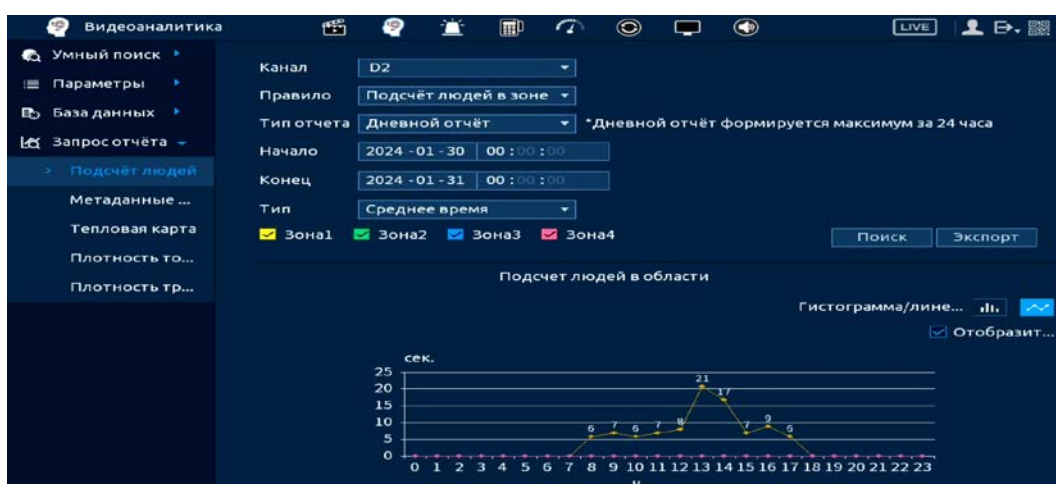 Видеоаналитика LIVE
Умный поиск
Параметры
База данных
Запрос отчёта
Подсчёт людей
Метаданные ...
Тепловая карта
Плотность то...
Плотность тр...
Канал D2
Правило Подсчёт людей в зоне
Тип отчета Дневной отчёт *Дневной отчёт формируется максимум за 24 часа
Начало 2024 -01 -30 00 :00 :00
Конец 2024 -01 -31 00 :00 :00
Тип Среднее время
Зона1 Зона2 Зона3 Зона4 Поиск Экспорт
Подсчет людей в области
Гистограмма/лине...
Отобразит...
сек.
25
20
15
10
5
0
6 7 6 7 8 21 17 7 9 6
0 1 2 3 4 5 6 7 8 9 10 11 12 13 14 15 16 17 18 19 20 21 22 23